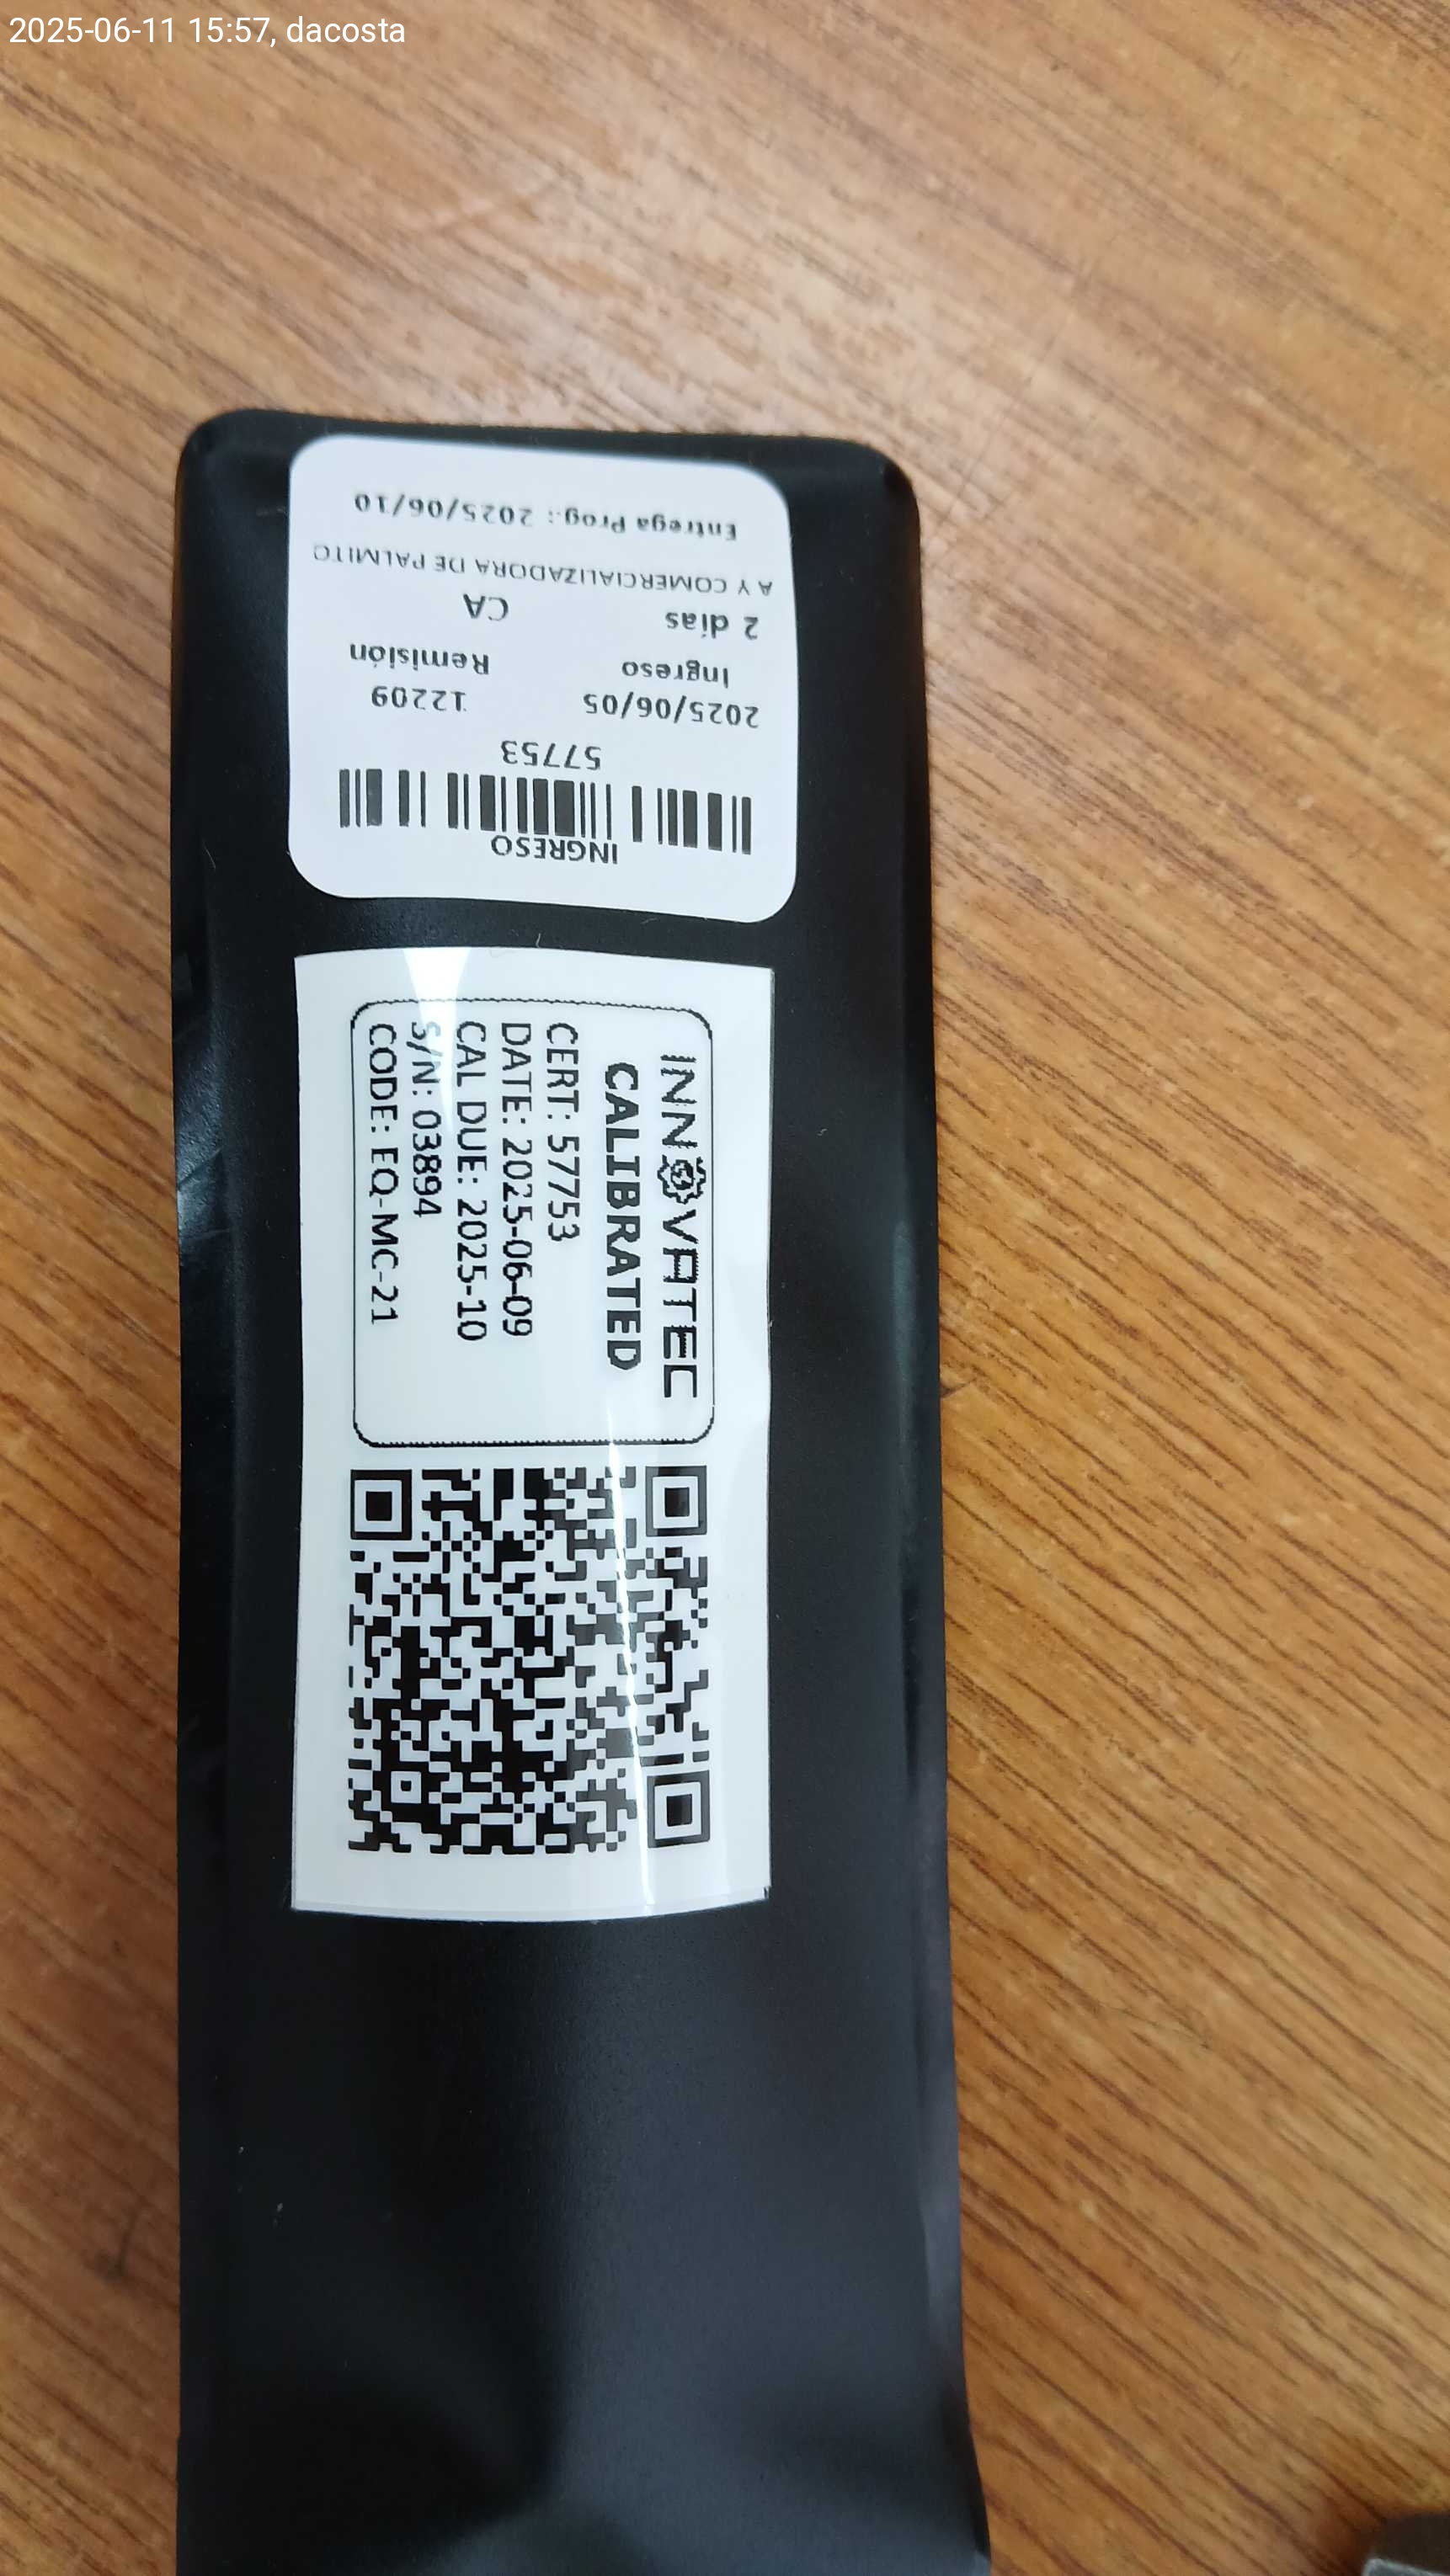 2025-06-11 15:57, dacosta
INGRESO
57753
2025/06/05 12209
Ingreso Remisión
2 días CA
A Y COMERCIALIZADORA DE PALMITO
Entrega Prog.: 2025/06/10
INNOVATEC
CALIBRATED
CERT: 57753
DATE: 2025-06-09
CAL DUE: 2025-10
S/N: 03894
CODE: EQ-MC-21